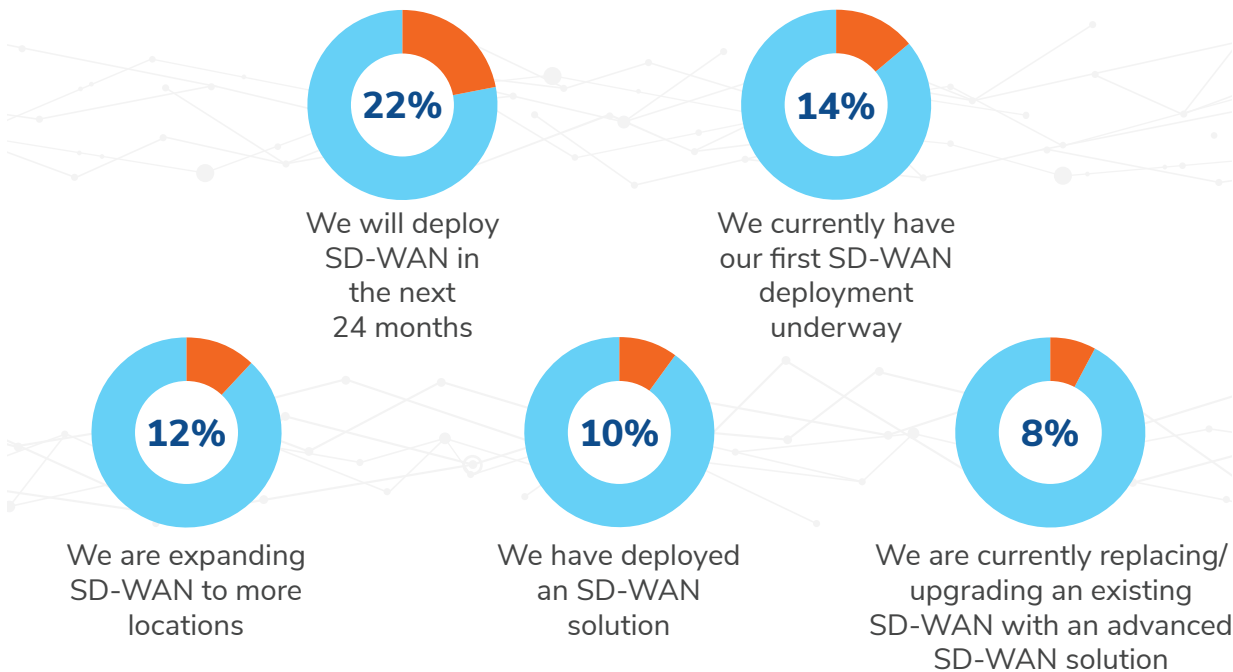 22%
We will deploy
SD-WAN in
the next
24 months
14%
We currently have
our first SD-WAN
deployment
underway
12%
We are expanding
SD-WAN to more
locations
10%
We have deployed
an SD-WAN
solution
8%
We are currently replacing/
upgrading an existing
SD-WAN with an advanced
SD-WAN solution